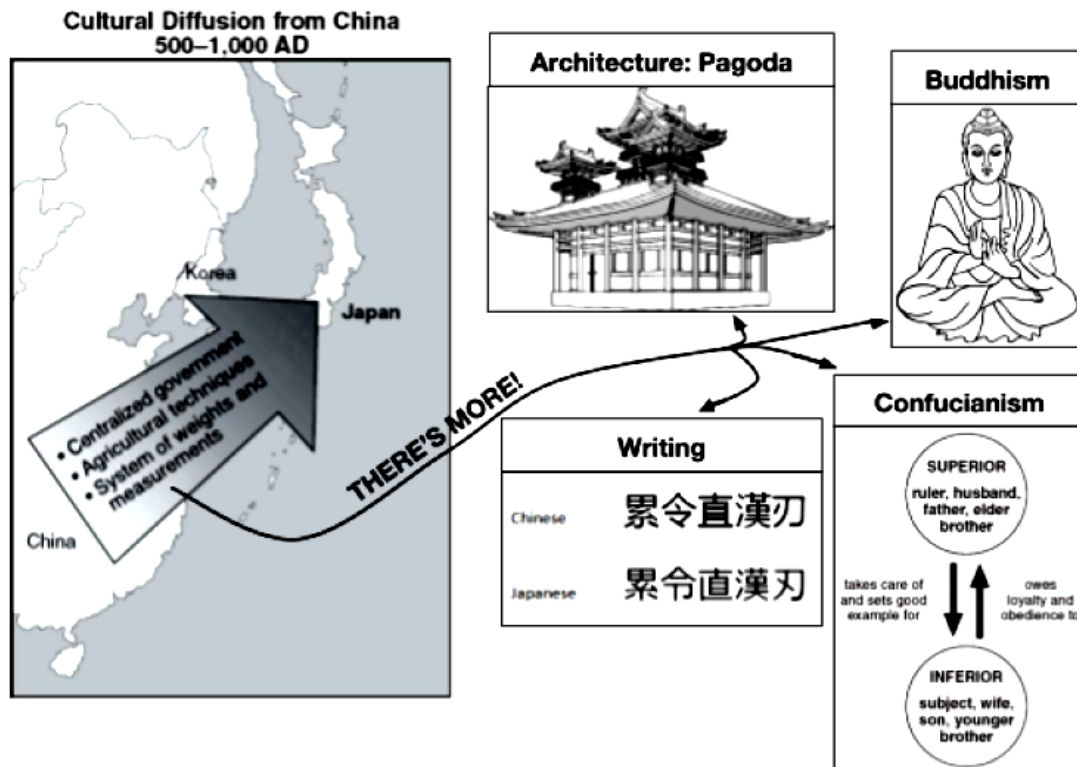 Cultural Diffusion from China
500–1,000 AD
Korea
Japan
China
• Centralized government
• Agricultural techniques
• System of weights and
measurements
THERE'S MORE!
Architecture: Pagoda
Buddhism
Writing
Chinese 累令直漢刃
Japanese 累令直漢刃
Confucianism
SUPERIOR
ruler, husband,
father, elder
brother
takes care of
and sets good
example for
owes
loyalty and
obedience to
INFERIOR
subject, wife,
son, younger
brother